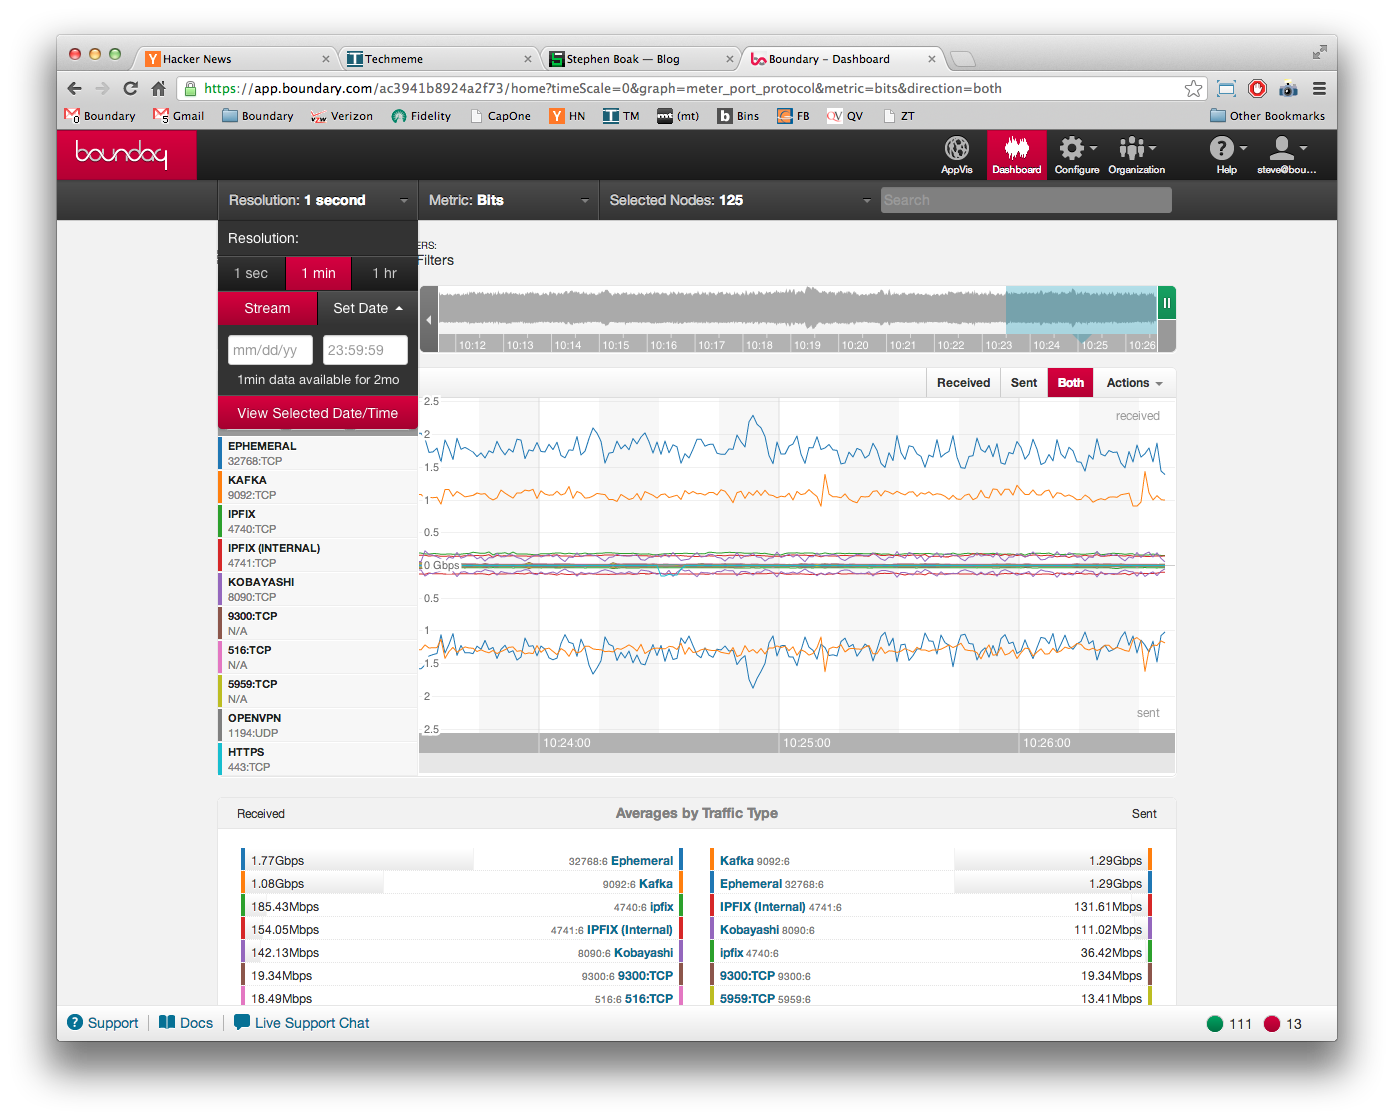 Hacker News
Techmeme
Stephen Boak — Blog
Boundary – Dashboard
https://app.boundary.com/ac3941b8924a2f73/home?timeScale=0&graph=meter_port_protocol&metric=bits&direction=both
Boundary
Gmail
Boundary
Verizon
Fidelity
CapOne
HN
TM
(mt)
Bins
FB
QV
ZT
Other Bookmarks
boundary
AppVis
Dashboard
Configure
Organization
Help
steve@bou...
Resolution: 1 second
Metric: Bits
Selected Nodes: 125
Search
Resolution:
ERS:
Filters
1 sec
1 min
1 hr
Stream
Set Date
mm/dd/yy
23:59:59
1min data available for 2mo
View Selected Date/Time
10:12
10:13
10:14
10:15
10:16
10:17
10:18
10:19
10:20
10:21
10:22
10:23
10:24
10:25
10:26
Received
Sent
Both
Actions
received
2.5
2
1.5
1
0.5
0 Gbps
0.5
1
1.5
2
2.5
sent
10:24:00
10:25:00
10:26:00
EPHEMERAL
32768:TCP
KAFKA
9092:TCP
IPFIX
4740:TCP
IPFIX (INTERNAL)
4741:TCP
KOBAYASHI
8090:TCP
9300:TCP
N/A
516:TCP
N/A
5959:TCP
N/A
OPENVPN
1194:UDP
HTTPS
443:TCP
Received
Averages by Traffic Type
Sent
1.77Gbps
32768:6 Ephemeral
Kafka 9092:6
1.29Gbps
1.08Gbps
9092:6 Kafka
Ephemeral 32768:6
1.29Gbps
185.43Mbps
4740:6 ipfix
IPFIX (Internal) 4741:6
131.61Mbps
154.05Mbps
4741:6 IPFIX (Internal)
Kobayashi 8090:6
111.02Mbps
142.13Mbps
8090:6 Kobayashi
ipfix 4740:6
36.42Mbps
19.34Mbps
9300:6 9300:TCP
9300:TCP 9300:6
19.34Mbps
18.49Mbps
516:6 516:TCP
5959:TCP 5959:6
13.41Mbps
Support
Docs
Live Support Chat
111
13